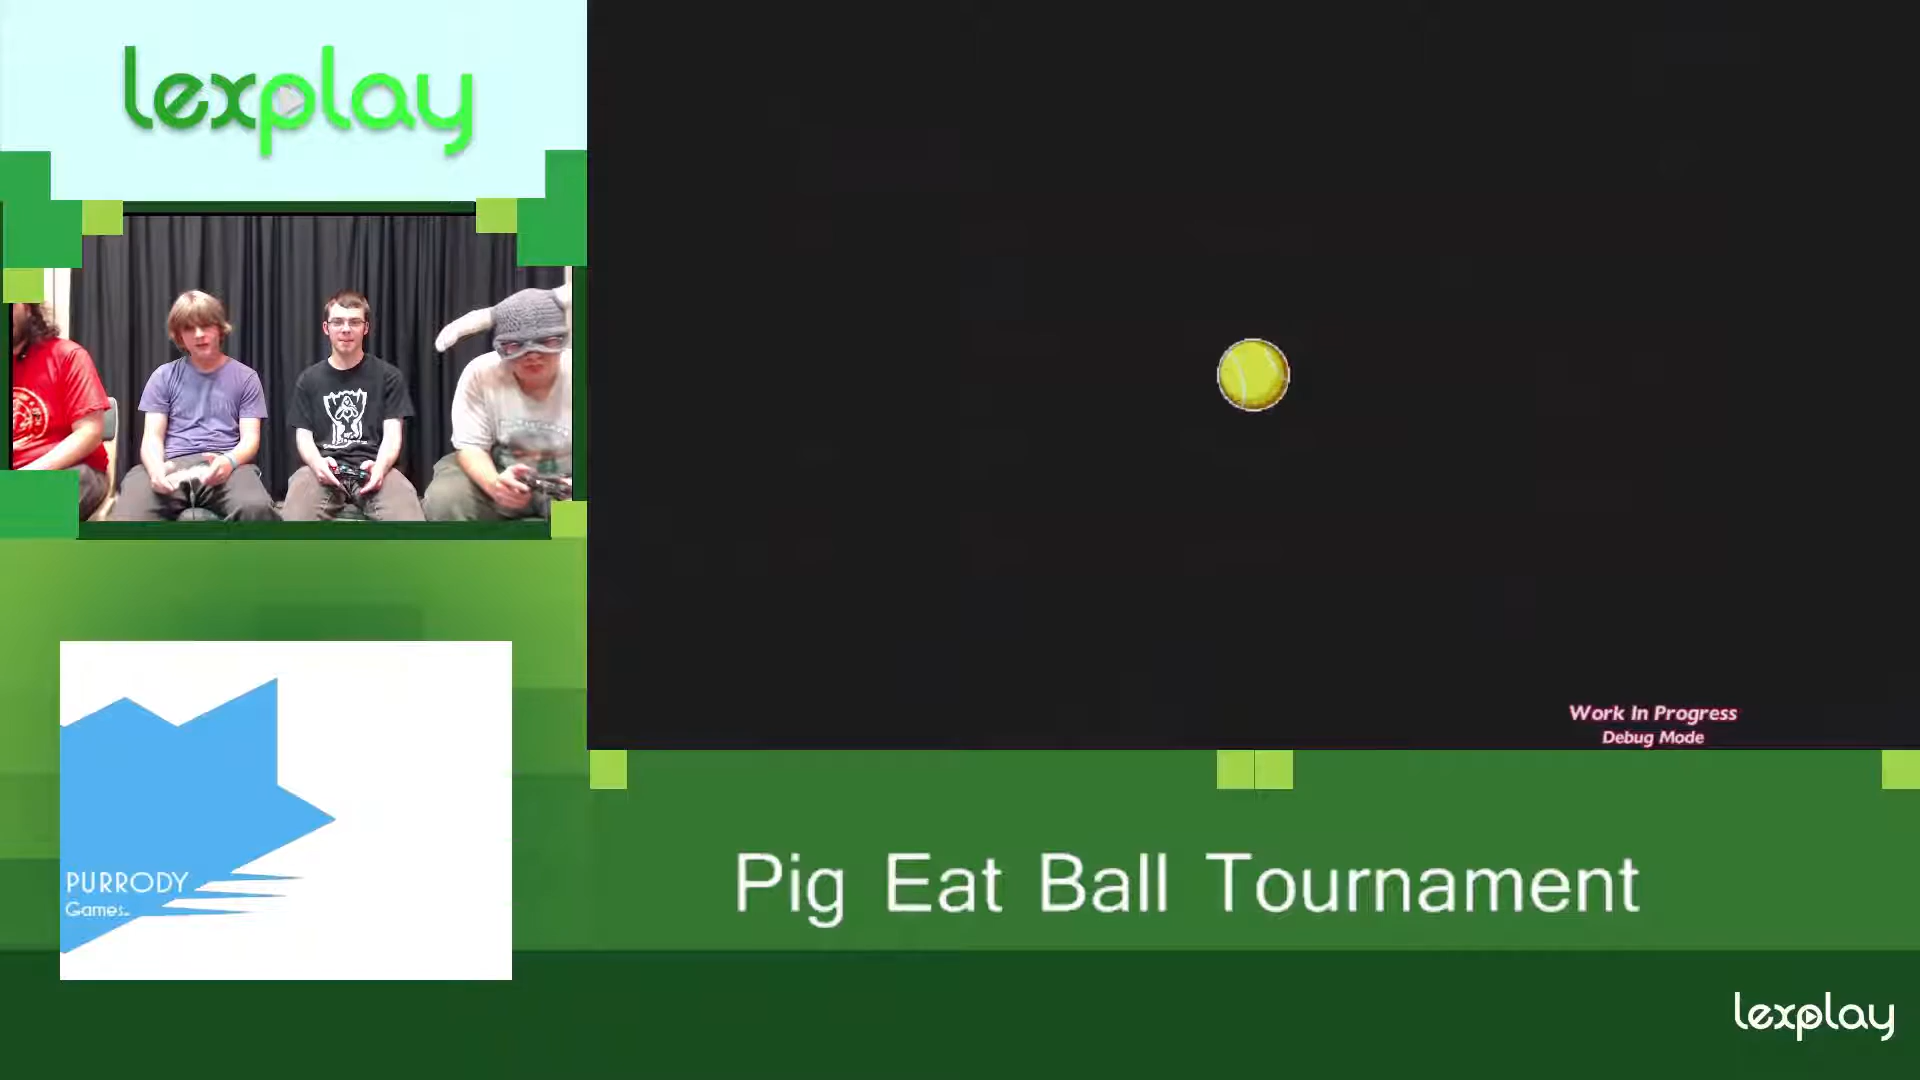 lexplay
PURRODY
Games
Work In Progress
Debug Mode
Pig Eat Ball Tournament
lexplay